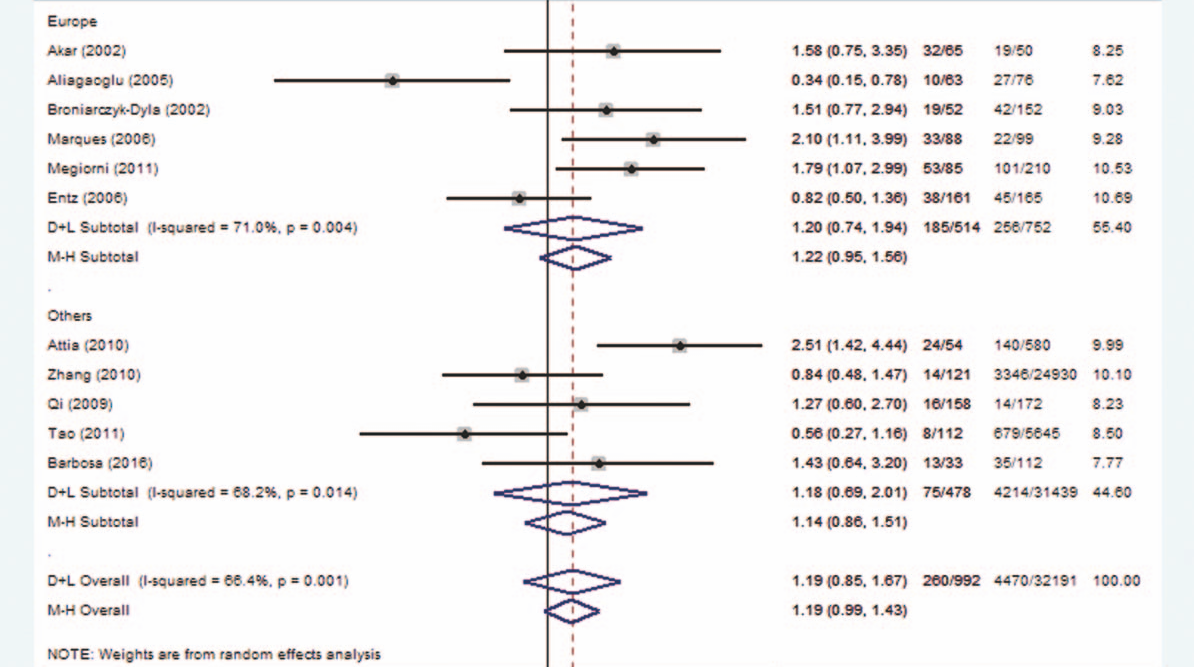 Europe
Akar (2002) 1.58 (0.75, 3.35) 32/65 19/50 8.25
Aliagaoglu (2005) 0.34 (0.15, 0.78) 10/63 27/76 7.62
Broniarczyk-Dyla (2002) 1.51 (0.77, 2.94) 19/52 42/152 9.03
Marques (2006) 2.10 (1.11, 3.99) 33/88 22/99 9.28
Megiorni (2011) 1.79 (1.07, 2.99) 53/85 101/210 10.53
Entz (2006) 0.82 (0.50, 1.36) 38/161 45/165 10.69
D+L Subtotal (I-squared = 71.0%, p = 0.004) 1.20 (0.74, 1.94) 185/514 256/752 55.40
M-H Subtotal 1.22 (0.95, 1.56)
.
Others
Attia (2010) 2.51 (1.42, 4.44) 24/54 140/580 9.99
Zhang (2010) 0.84 (0.48, 1.47) 14/121 3346/24930 10.10
Qi (2009) 1.27 (0.60, 2.70) 16/158 14/172 8.23
Tao (2011) 0.56 (0.27, 1.16) 8/112 679/5645 8.50
Barbosa (2016) 1.43 (0.64, 3.20) 13/33 35/112 7.77
D+L Subtotal (I-squared = 68.2%, p = 0.014) 1.18 (0.69, 2.01) 75/478 4214/31439 44.60
M-H Subtotal 1.14 (0.86, 1.51)
.
D+L Overall (I-squared = 66.4%, p = 0.001) 1.19 (0.85, 1.67) 260/992 4470/32191 100.00
M-H Overall 1.19 (0.99, 1.43)
NOTE: Weights are from random effects analysis